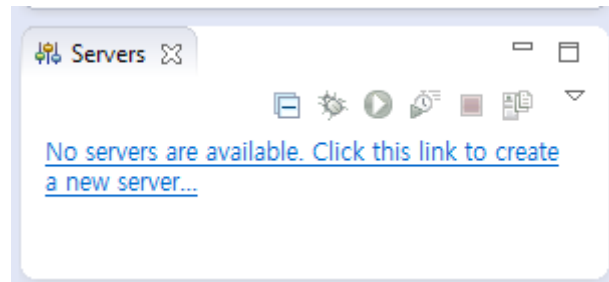 Servers
No servers are available. Click this link to create
a new server...